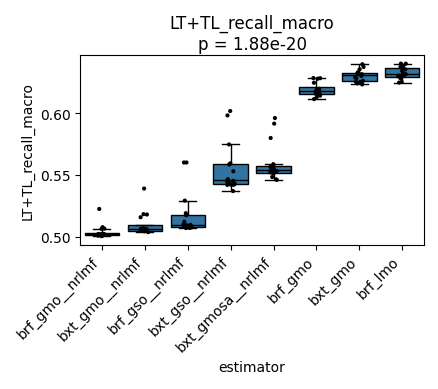 LT+TL_recall_macro
p = 1.88e-20
LT+TL_recall_macro
0.60
0.55
0.50
brf_gmo__nrlmf
bxt_gmo__nrlmf
brf_gso__nrlmf
bxt_gso__nrlmf
bxt_gmosa__nrlmf
brf_gmo
bxt_gmo
brf_lmo
estimator